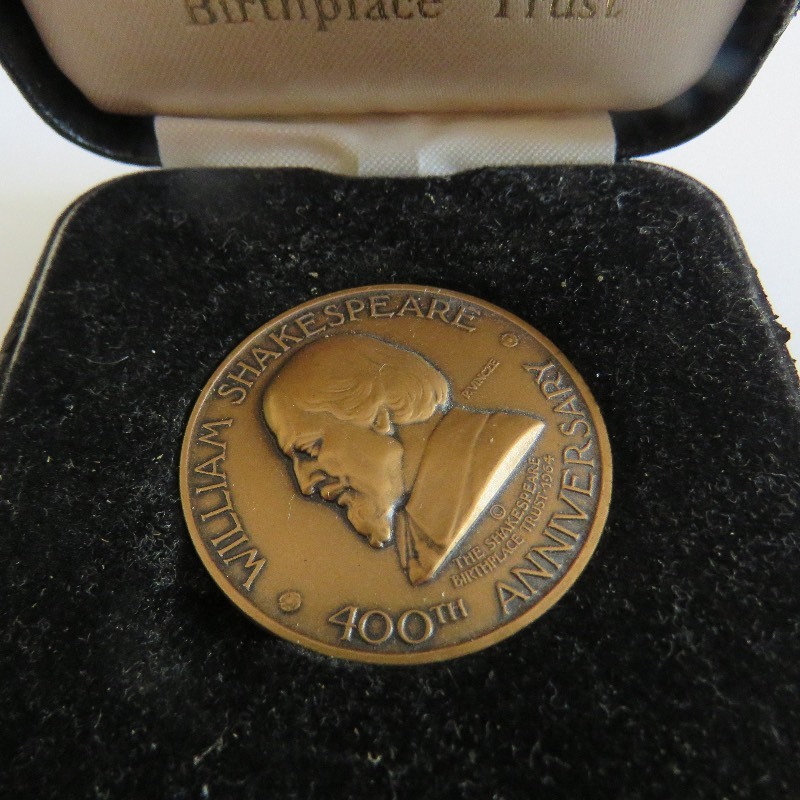 Birthplace Trust
WILLIAM SHAKESPEARE
P.VINCZE
©
THE SHAKESPEARE
BIRTHPLACE TRUST·1964
400TH ANNIVERSARY